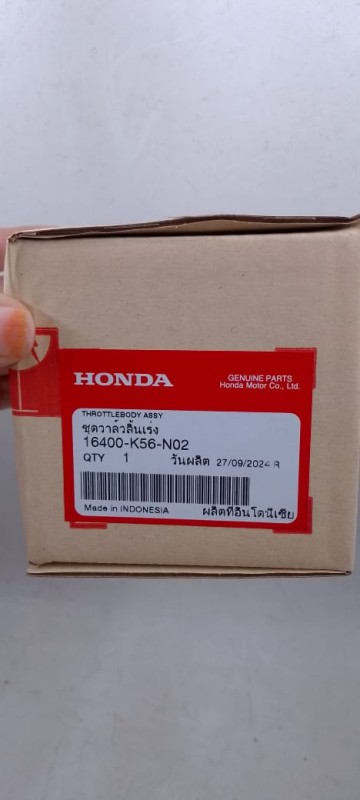 HONDA
GENUINE PARTS
Honda Motor Co., Ltd.
THROTTLEBODY ASSY
ชุดวาล์วลิ้นเร่ง
16400-K56-N02
QTY 1 วันผลิต 27/09/2024 R
Made in INDONESIA ผลิตที่อินโดนีเซีย